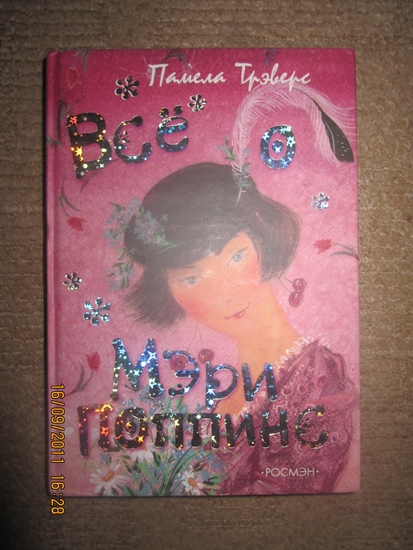 Памела Трэверс
Всё о
Мэри
Поппинс
·РОСМЭН·
16/09/2011 16:28